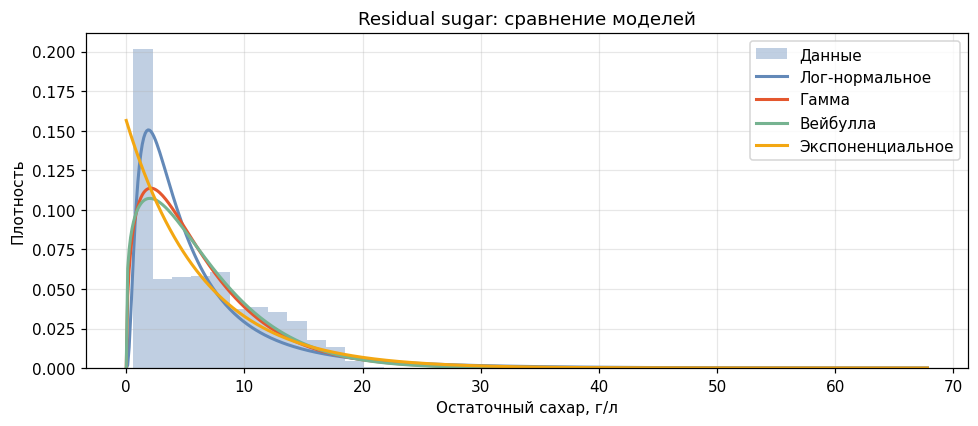 Residual sugar: сравнение моделей
Плотность
0.200
0.175
0.150
0.125
0.100
0.075
0.050
0.025
0.000
Данные
Лог-нормальное
Гамма
Вейбулла
Экспоненциальное
0 10 20 30 40 50 60 70
Остаточный сахар, г/л